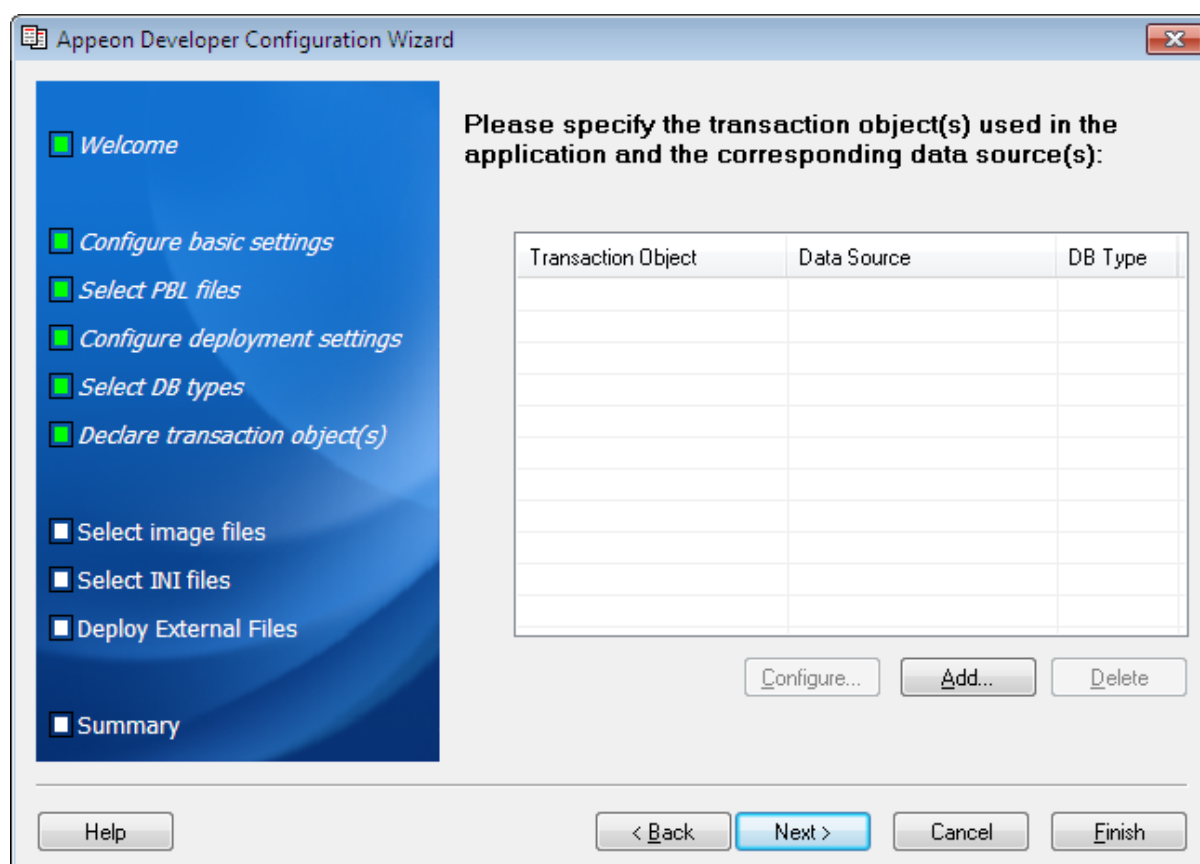 Appeon Developer Configuration Wizard
Welcome
Configure basic settings
Select PBL files
Configure deployment settings
Select DB types
Declare transaction object(s)
Select image files
Select INI files
Deploy External Files
Summary
Please specify the transaction object(s) used in the
application and the corresponding data source(s):
Transaction Object Data Source DB Type
Configure... Add... Delete
Help < Back Next > Cancel Finish